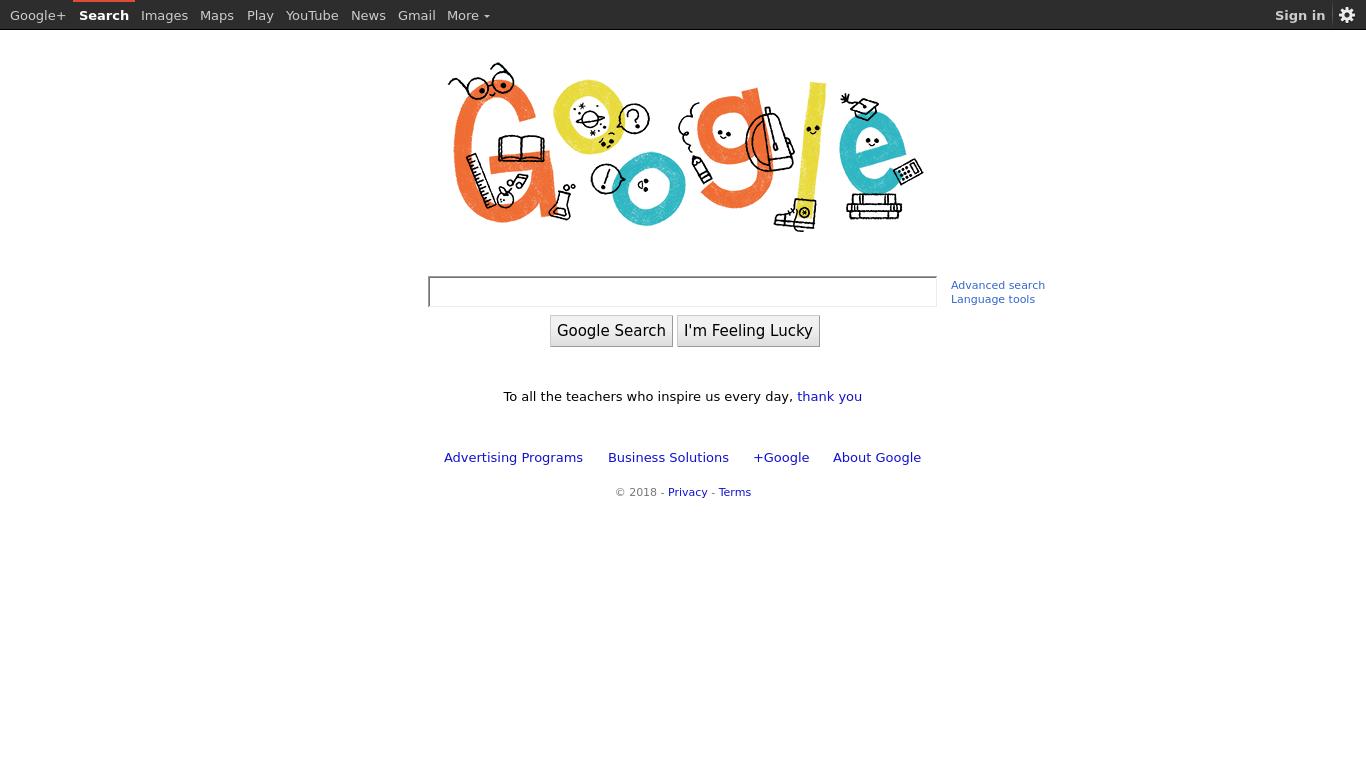 Google+ Search Images Maps Play YouTube News Gmail More Sign in
Google
?
!
Advanced search
Language tools
Google Search I'm Feeling Lucky
To all the teachers who inspire us every day, thank you
Advertising Programs Business Solutions +Google About Google
© 2018 - Privacy - Terms